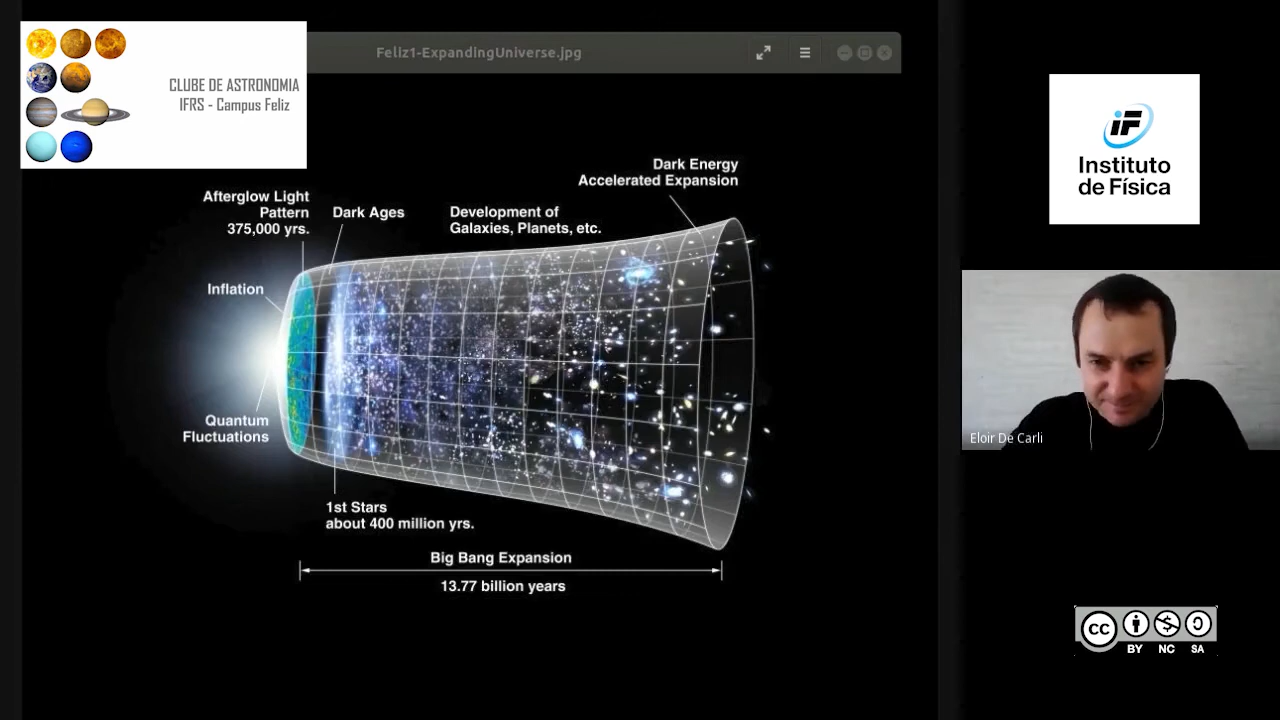 CLUBE DE ASTRONOMIA
IFRS - Campus Feliz
Feliz1-ExpandingUniverse.jpg
Dark Energy
Accelerated Expansion
Afterglow Light
Pattern
375,000 yrs.
Dark Ages
Development of
Galaxies, Planets, etc.
Inflation
Quantum
Fluctuations
1st Stars
about 400 million yrs.
Big Bang Expansion
13.77 billion years
iF
Instituto
de Física
Eloir De Carli
CC
BY NC SA